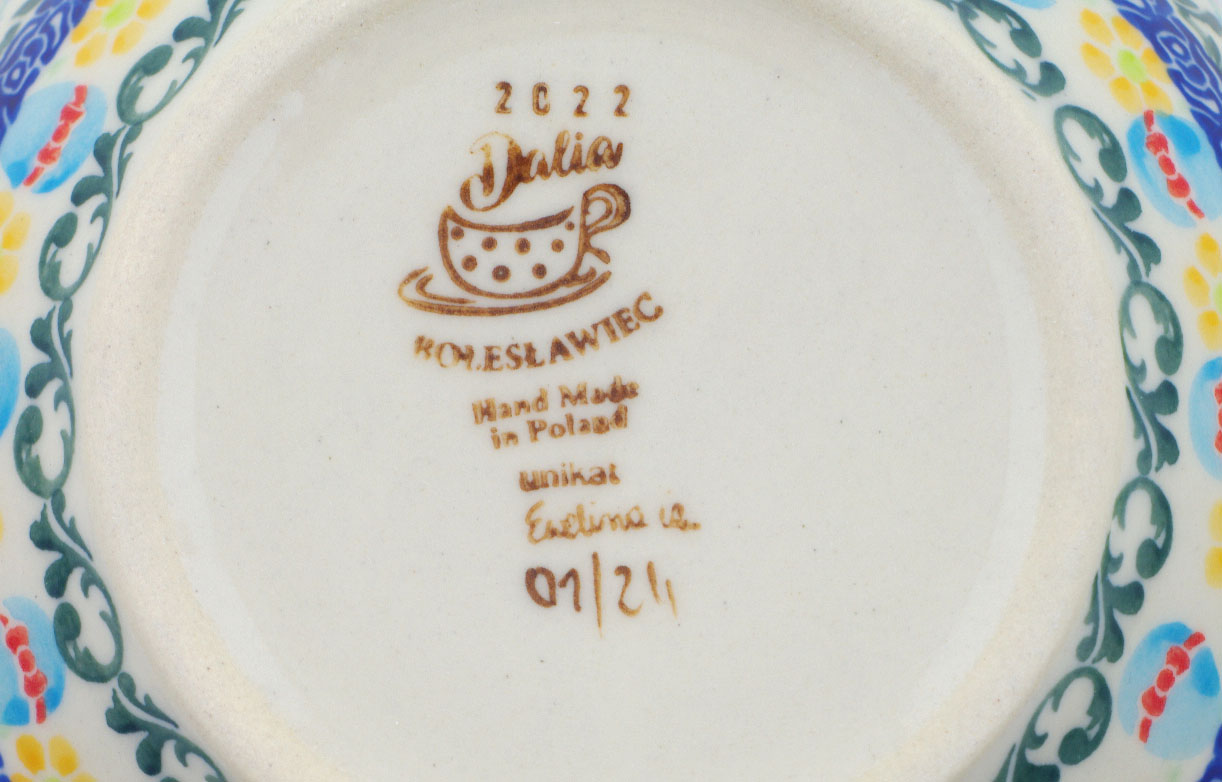 2022
Dalia
BOLESŁAWIEC
Hand Made
in Poland
unikat
Ewelina W.
01/24